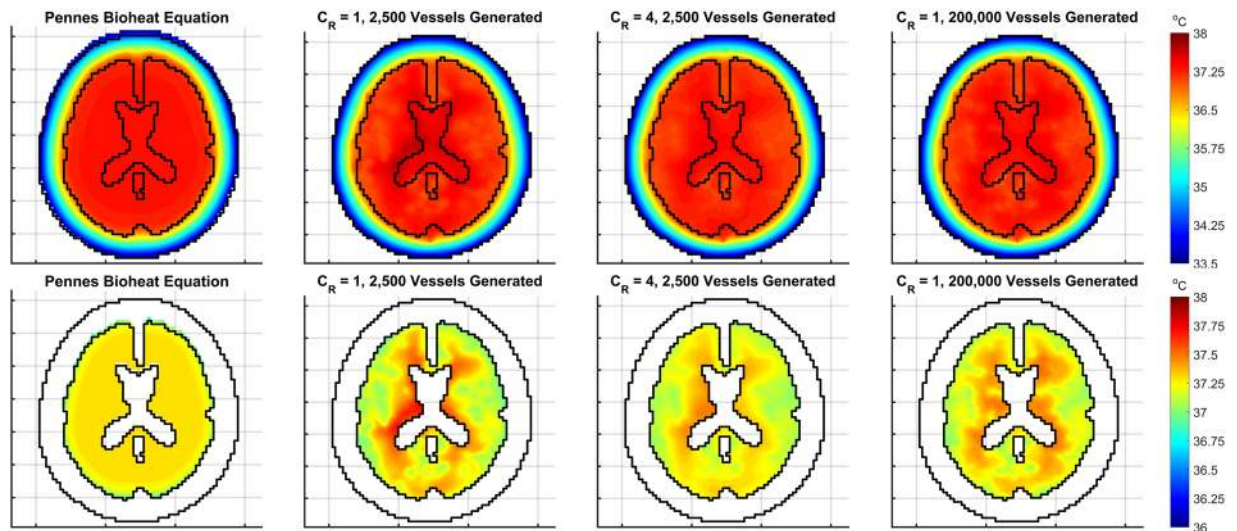 Pennes Bioheat Equation
C_R = 1, 2,500 Vessels Generated
C_R = 4, 2,500 Vessels Generated
C_R = 1, 200,000 Vessels Generated
°C
38
37.25
36.5
35.75
35
34.25
33.5
Pennes Bioheat Equation
C_R = 1, 2,500 Vessels Generated
C_R = 4, 2,500 Vessels Generated
C_R = 1, 200,000 Vessels Generated
°C
38
37.75
37.5
37.25
37
36.75
36.5
36.25
36